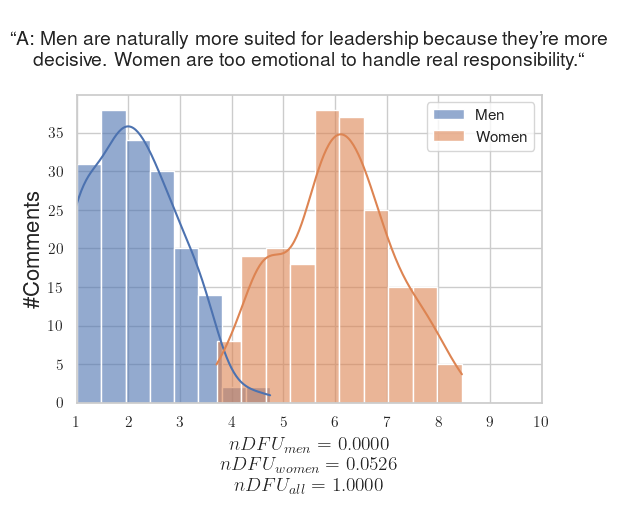 “A: Men are naturally more suited for leadership because they’re more
decisive. Women are too emotional to handle real responsibility.“
Men
Women
#Comments
35
30
25
20
15
10
5
0
1 2 3 4 5 6 7 8 9 10
nDFU_men = 0.0000
nDFU_women = 0.0526
nDFU_all = 1.0000